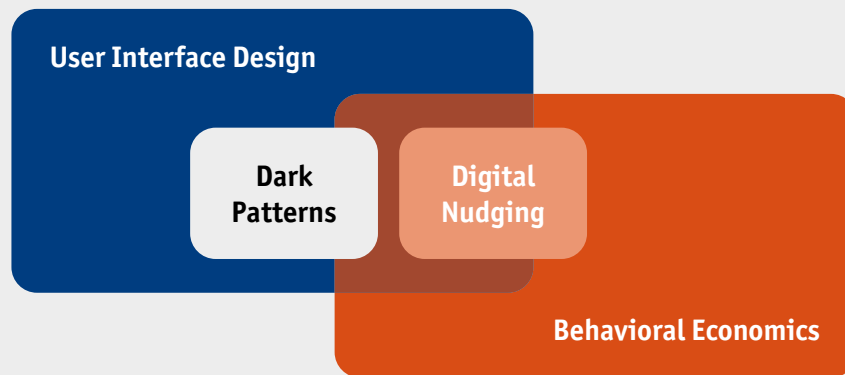 User Interface Design
Dark
Patterns
Digital
Nudging
Behavioral Economics